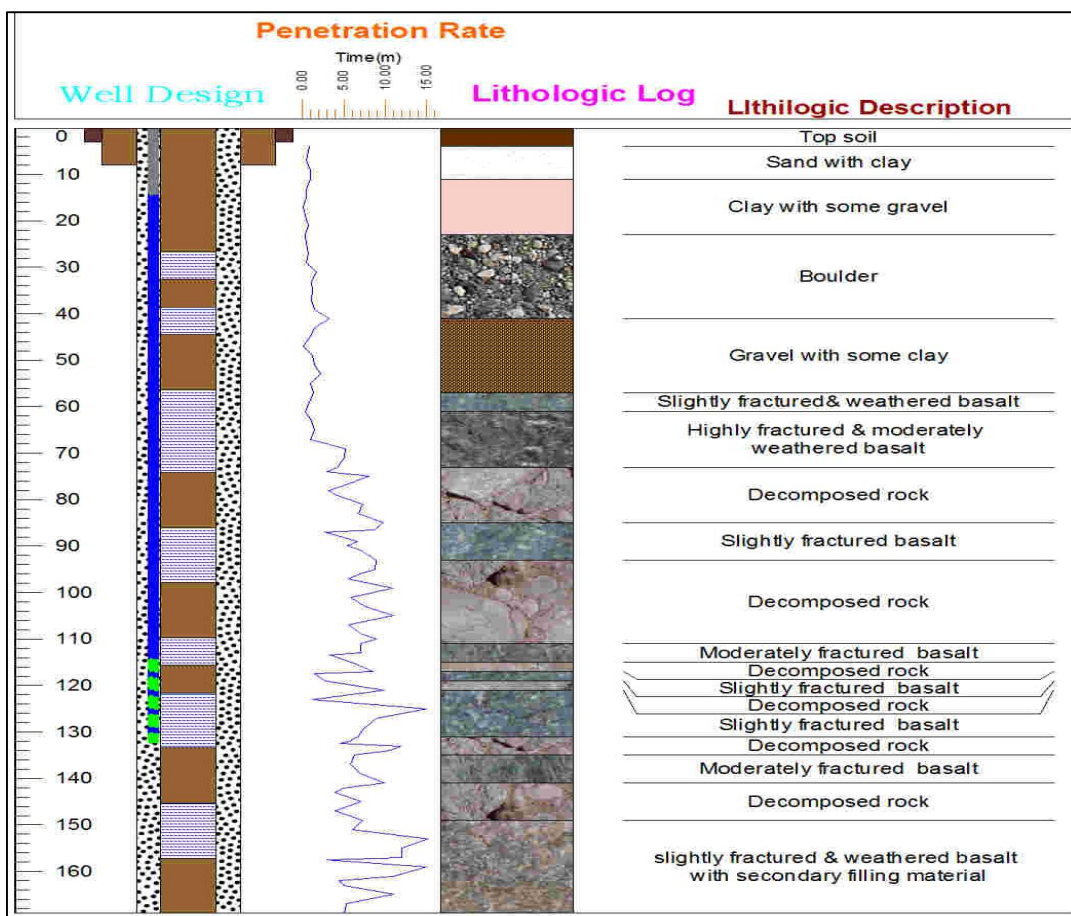 Penetration Rate
Time(m)
0.00
5.00
10.00
15.00
Well Design
Lithologic Log
LIthilogic Description
0
10
20
30
40
50
60
70
80
90
100
110
120
130
140
150
160
Top soil
Sand with clay
Clay with some gravel
Boulder
Gravel with some clay
Slightly fractured& weathered basalt
Highly fractured & moderately
weathered basalt
Decomposed rock
Slightly fractured basalt
Decomposed rock
Moderately fractured basalt
Decomposed rock
Slightly fractured basalt
Decomposed rock
Slightly fractured basalt
Decomposed rock
Moderately fractured basalt
Decomposed rock
slightly fractured & weathered basalt
with secondary filling material